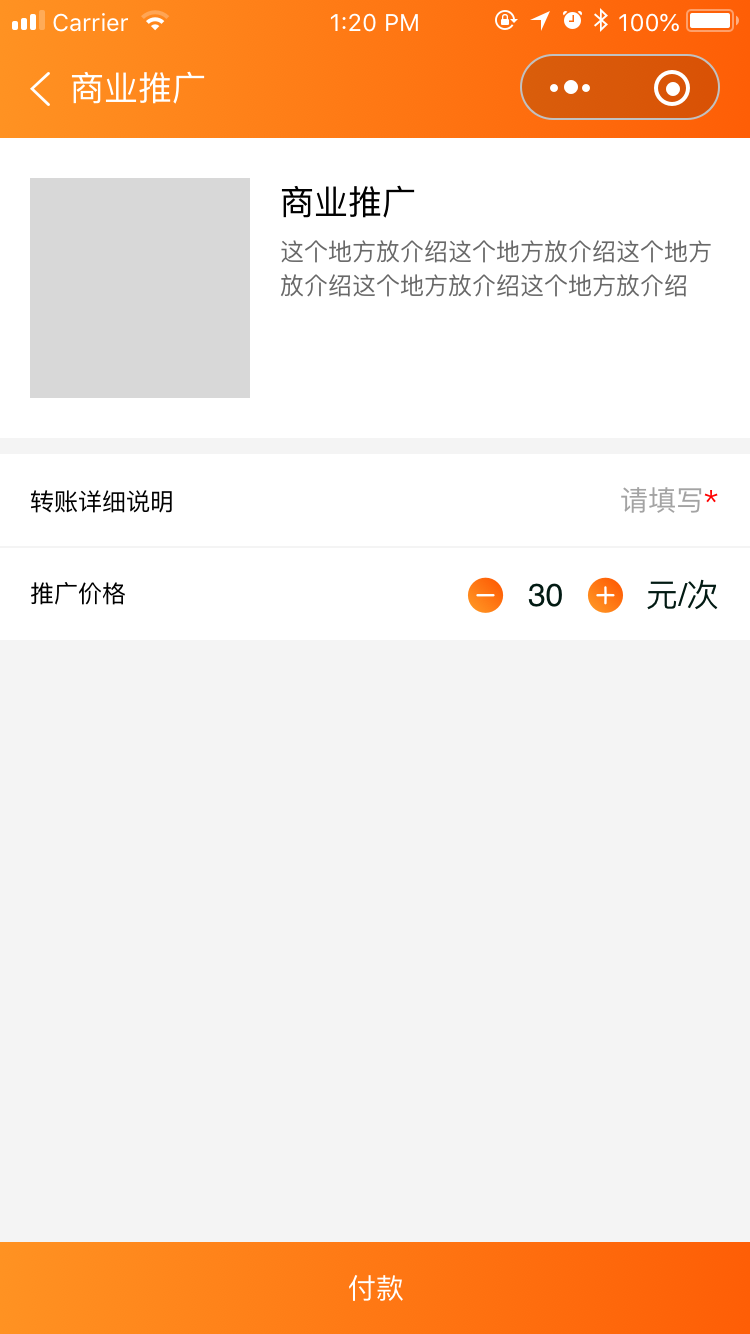 Carrier 1:20 PM 100%
商业推广
商业推广
这个地方放介绍这个地方放介绍这个地方
放介绍这个地方放介绍这个地方放介绍
转账详细说明 请填写*
推广价格 30 元/次
付款